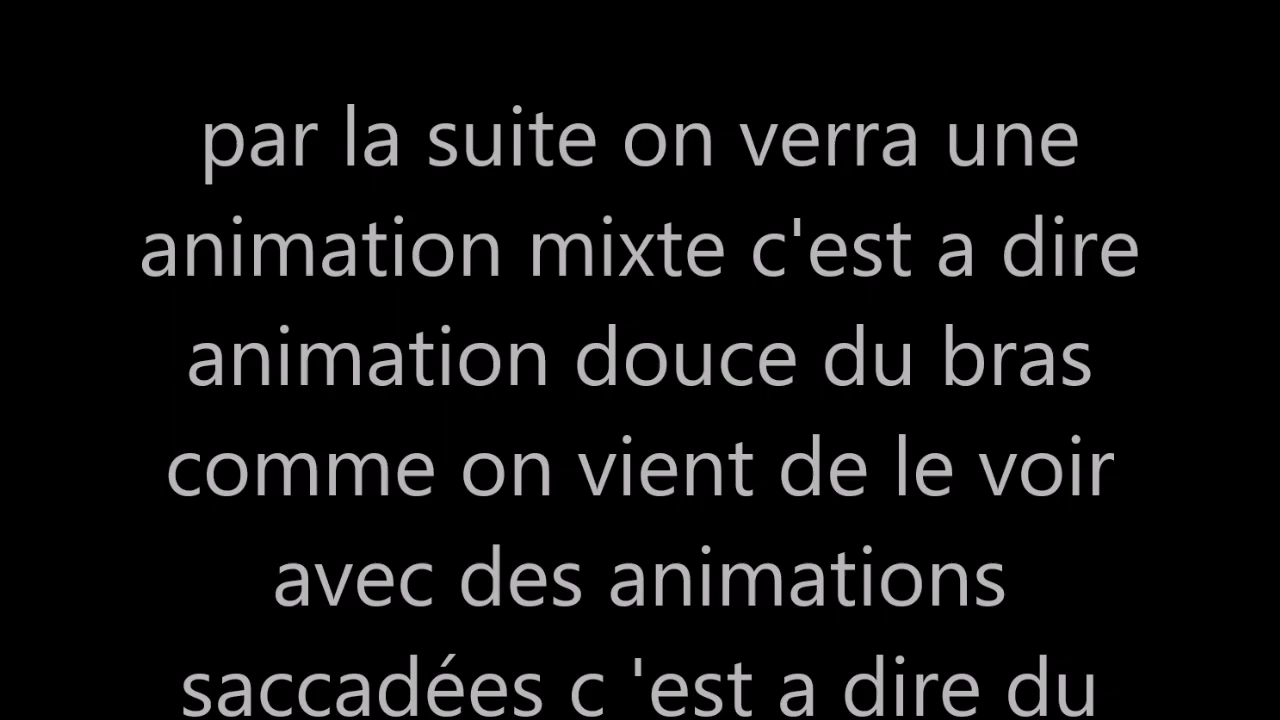 par la suite on verra une
animation mixte c'est a dire
animation douce du bras
comme on vient de le voir
avec des animations
saccadées c 'est a dire du